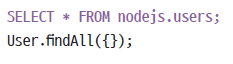 SELECT * FROM nodejs.users;
User.findAll({});